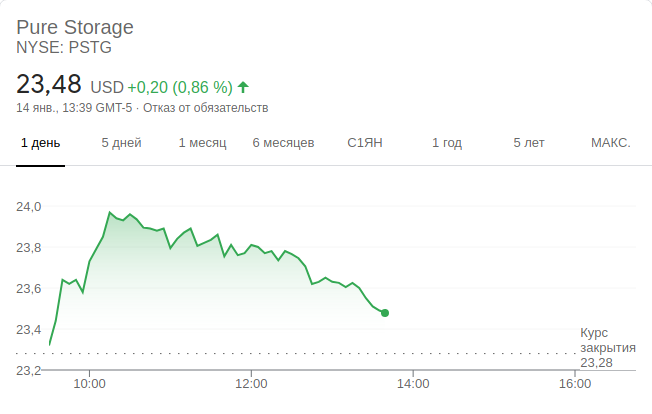 Pure Storage
NYSE: PSTG
23,48 USD +0,20 (0,86 %)
14 янв., 13:39 GMT-5 · Отказ от обязательств
1 день 5 дней 1 месяц 6 месяцев С1ЯН 1 год 5 лет МАКС.
24,0
23,8
23,6
23,4
Курс
закрытия
23,28
23,2
10:00 12:00 14:00 16:00